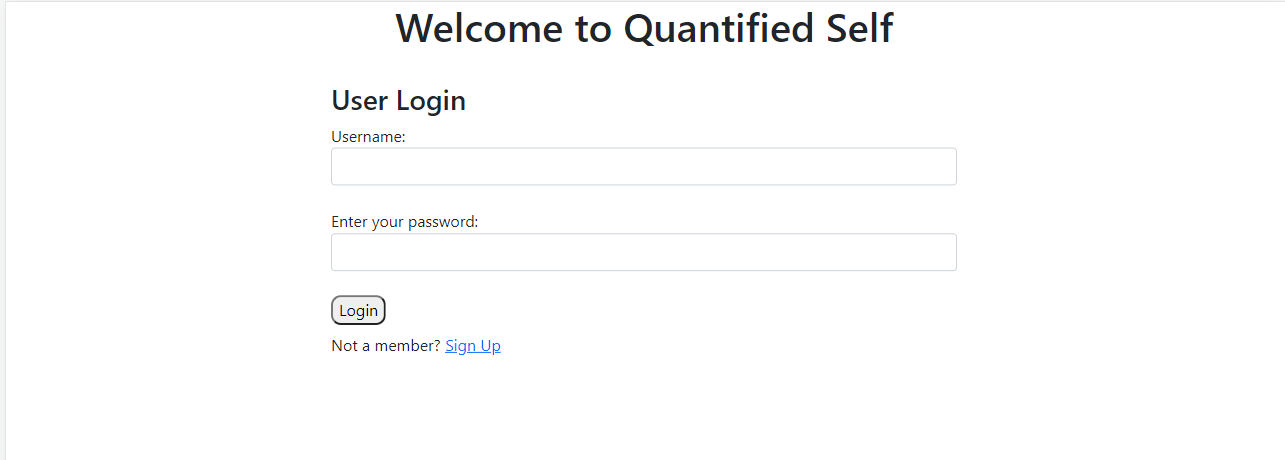 Welcome to Quantified Self
User Login
Username:
Enter your password:
Login
Not a member? Sign Up